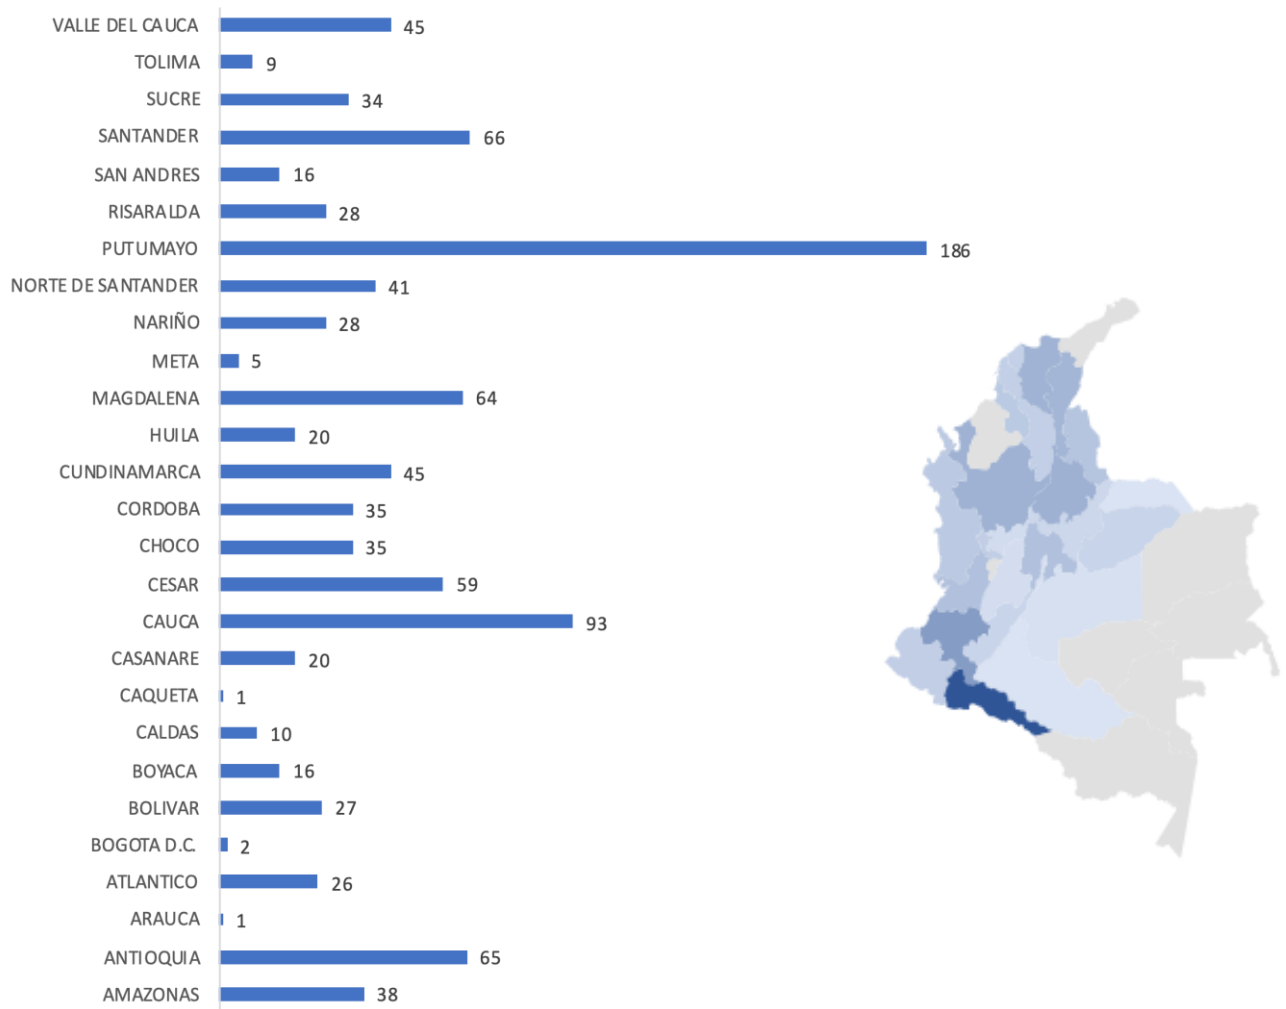 VALLE DEL CAUCA 45
TOLIMA 9
SUCRE 34
SANTANDER 66
SAN ANDRES 16
RISARALDA 28
PUTUMAYO 186
NORTE DE SANTANDER 41
NARIÑO 28
META 5
MAGDALENA 64
HUILA 20
CUNDINAMARCA 45
CORDOBA 35
CHOCO 35
CESAR 59
CAUCA 93
CASANARE 20
CAQUETA 1
CALDAS 10
BOYACA 16
BOLIVAR 27
BOGOTA D.C. 2
ATLANTICO 26
ARAUCA 1
ANTIOQUIA 65
AMAZONAS 38